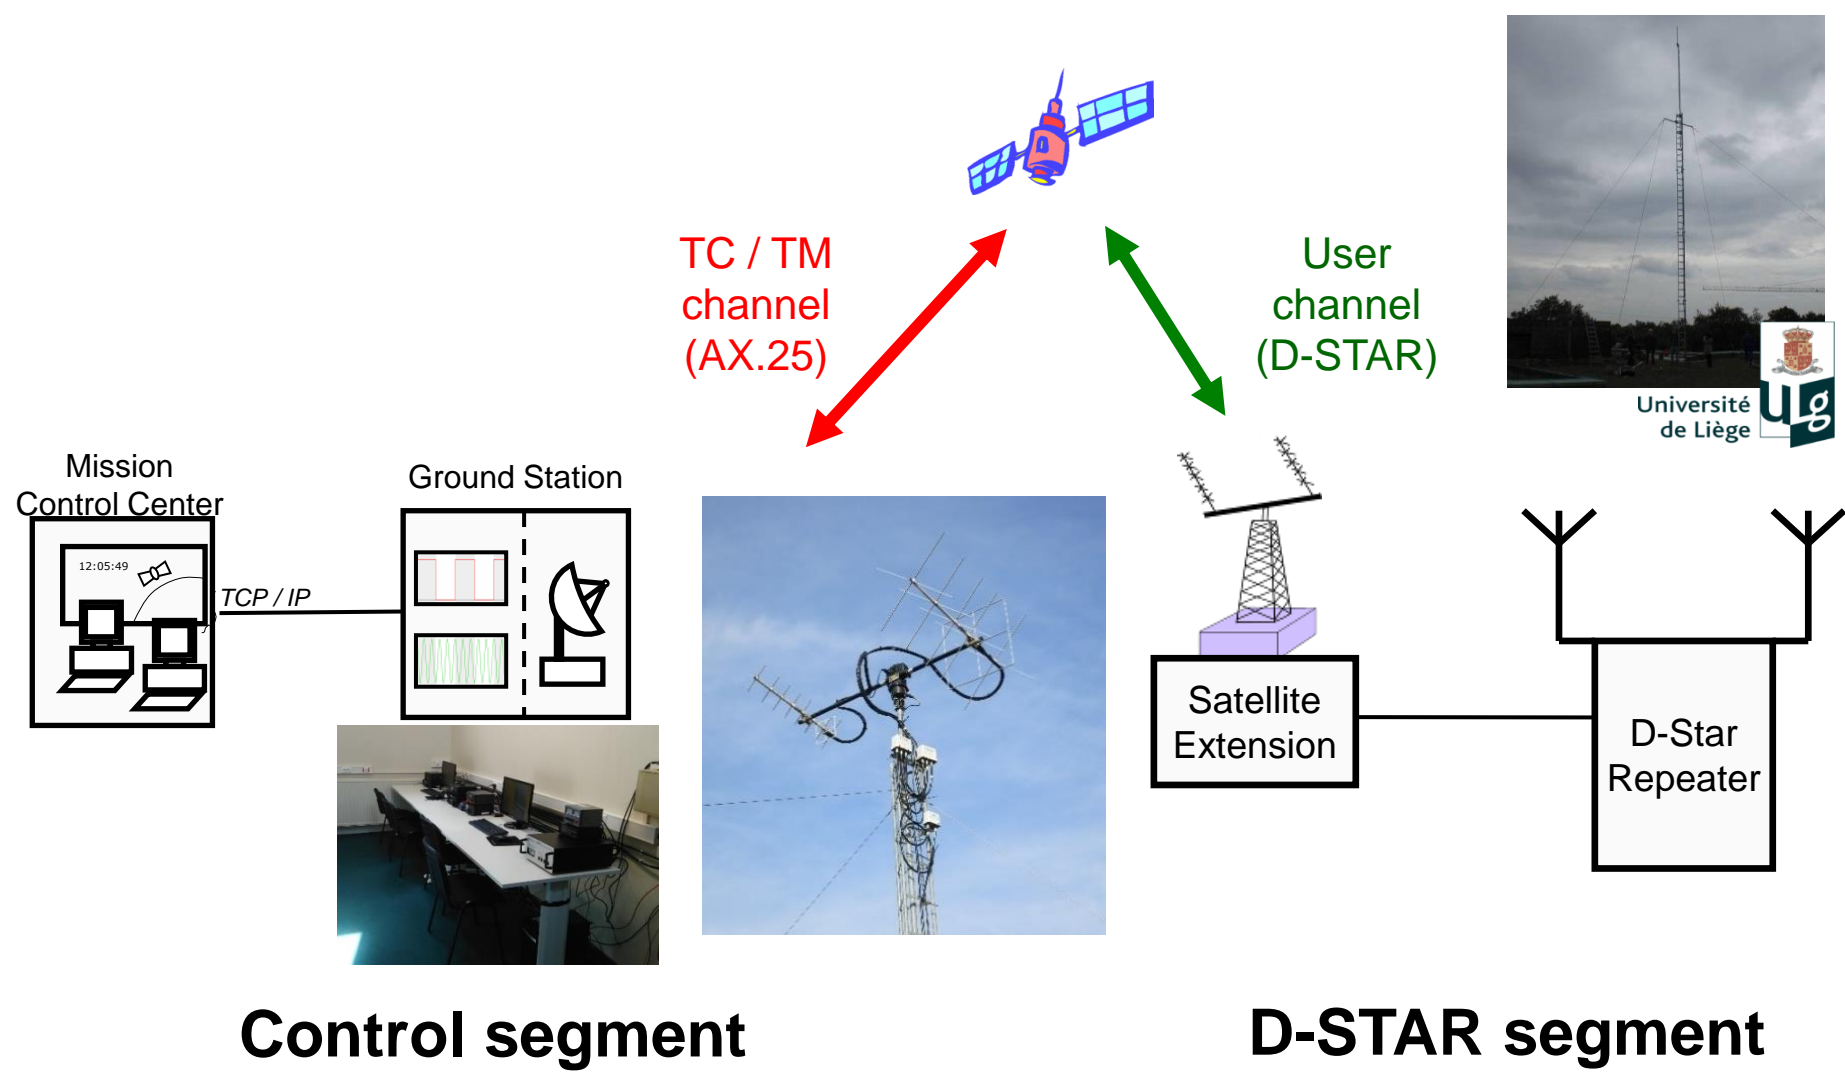 TC / TM
channel
(AX.25)
User
channel
(D-STAR)
Université
de Liège
ULg
Mission
Control Center
12:05:49
TCP / IP
Ground Station
Satellite
Extension
D-Star
Repeater
Control segment
D-STAR segment